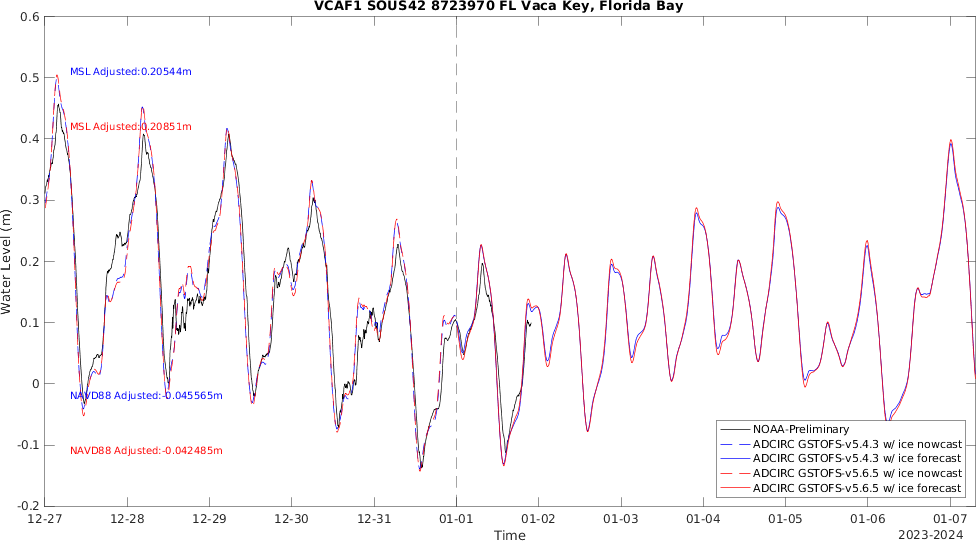 VCAF1 SOUS42 8723970 FL Vaca Key, Florida Bay
0.6
0.5
0.4
0.3
0.2
0.1
0
-0.1
-0.2
Water Level (m)
MSL Adjusted:0.20544m
MSL Adjusted:0.20851m
NAVD88 Adjusted:-0.045565m
NAVD88 Adjusted:-0.042485m
NOAA-Preliminary
ADCIRC GSTOFS-v5.4.3 w/ ice nowcast
ADCIRC GSTOFS-v5.4.3 w/ ice forecast
ADCIRC GSTOFS-v5.6.5 w/ ice nowcast
ADCIRC GSTOFS-v5.6.5 w/ ice forecast
12-27 12-28 12-29 12-30 12-31 01-01 01-02 01-03 01-04 01-05 01-06 01-07
Time
2023-2024